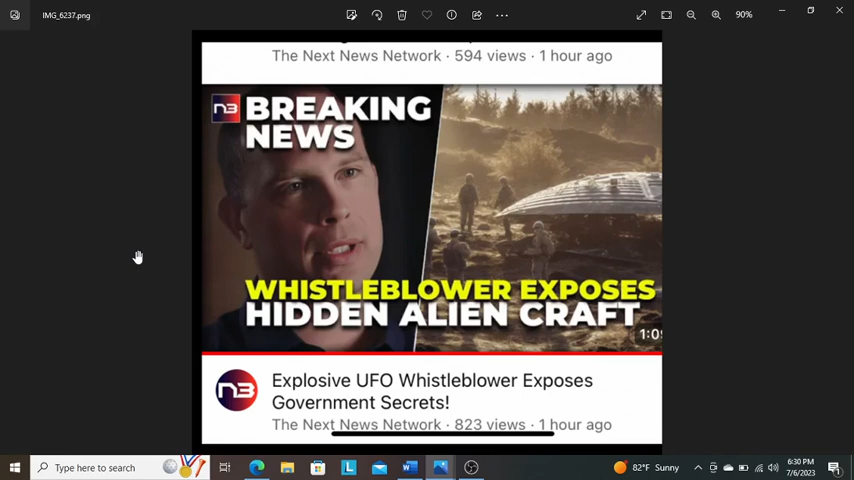 IMG_6237.png
90%
The Next News Network · 594 views · 1 hour ago
n3 BREAKING
NEWS
WHISTLEBLOWER EXPOSES
HIDDEN ALIEN CRAFT
n3 Explosive UFO Whistleblower Exposes
Government Secrets!
The Next News Network · 823 views · 1 hour ago
Type here to search
82°F Sunny
6:30 PM
7/6/2023